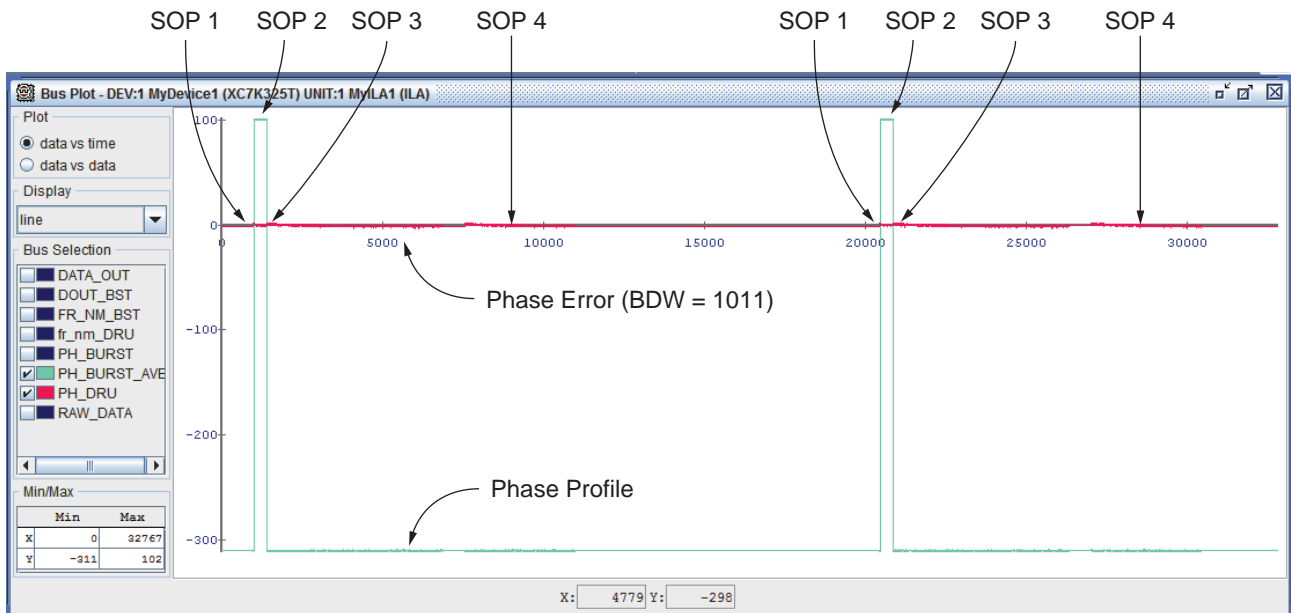 SOP 1 SOP 2 SOP 3 SOP 4 SOP 1 SOP 2 SOP 3 SOP 4
Bus Plot - DEV:1 MyDevice1 (XC7K325T) UNIT:1 MyILA1 (ILA)
Plot
data vs time
data vs data
Display
line
Bus Selection
DATA_OUT
DOUT_BST
FR_NM_BST
fr_nm_DRU
PH_BURST
PH_BURST_AVE
PH_DRU
RAW_DATA
Min/Max
Min Max
X 0 32767
Y -311 102
100
0
0 5000 10000 15000 20000 25000 30000
Phase Error (BDW = 1011)
-100
-200
Phase Profile
-300
X: 4779 Y: -298